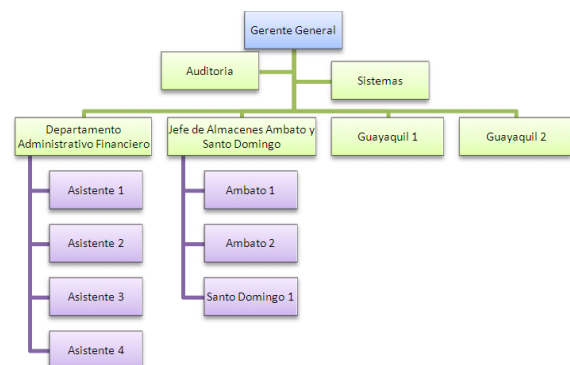 Gerente General
Auditoria
Sistemas
Departamento
Administrativo Financiero
Jefe de Almacenes Ambato y
Santo Domingo
Guayaquil 1
Guayaquil 2
Asistente 1
Ambato 1
Asistente 2
Ambato 2
Asistente 3
Santo Domingo 1
Asistente 4